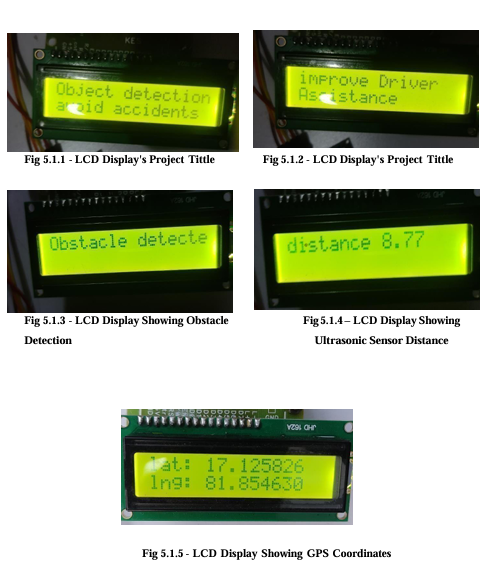 Object detection
avoid accidents
improve Driver
Assistance
Fig 5.1.1 - LCD Display's Project Tittle
Fig 5.1.2 - LCD Display's Project Tittle
Obstacle detecte
distance 8.77
Fig 5.1.3 - LCD Display Showing Obstacle
Detection
Fig 5.1.4 – LCD Display Showing
Ultrasonic Sensor Distance
JHD 162A
lat: 17.125826
lng: 81.854630
Fig 5.1.5 - LCD Display Showing GPS Coordinates